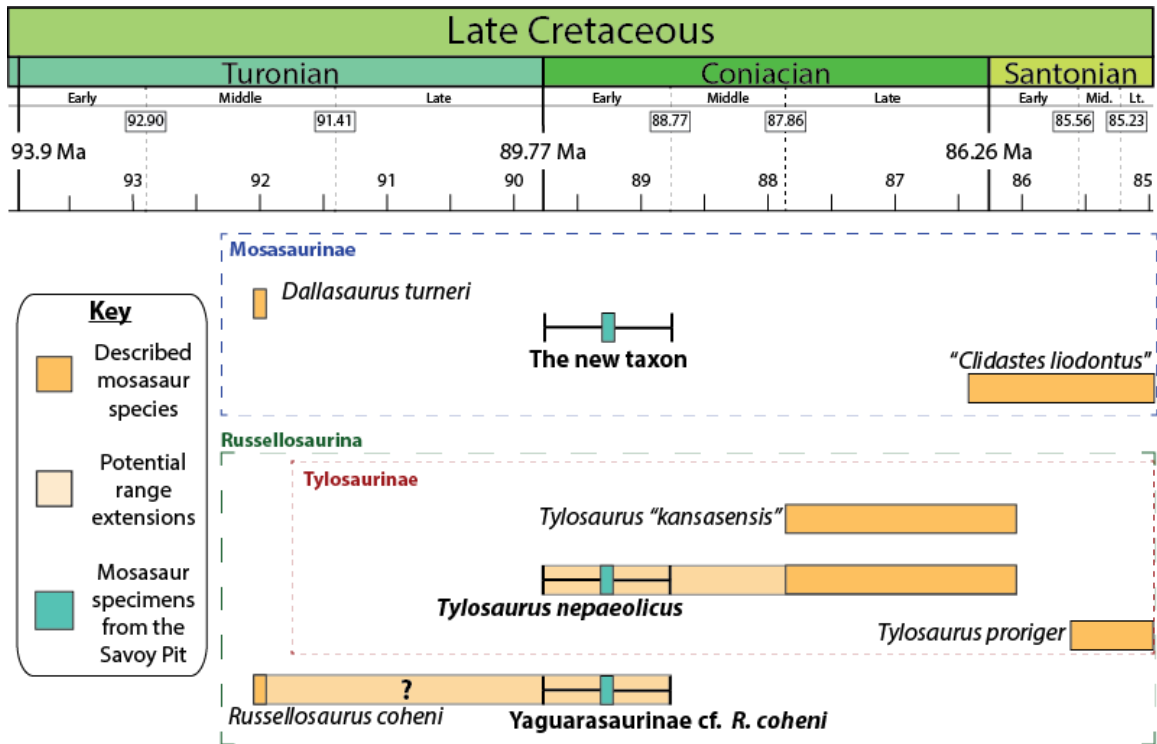 Late Cretaceous
Turonian Coniacian Santonian
Early Middle Late Early Middle Late Early Mid. Lt.
92.90 91.41 88.77 87.86 85.56 85.23
93.9 Ma 89.77 Ma 86.26 Ma
93 92 91 90 89 88 87 86 85
Mosasaurinae
Dallasaurus turneri
The new taxon
"Clidastes liodontus"
Key
Described
mosasaur
species
Potential
range
extensions
Mosasaur
specimens
from the
Savoy Pit
Russellosaurina
Tylosaurinae
Tylosaurus "kansasensis"
Tylosaurus nepaeolicus
Tylosaurus proriger
?
Russellosaurus coheni
Yaguarasaurinae cf. R. coheni